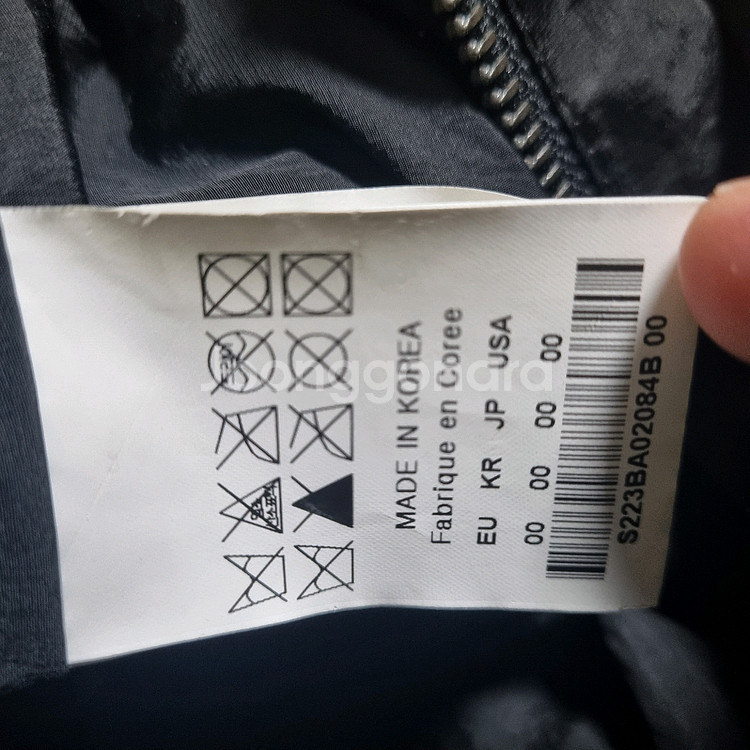 MADE IN KOREA
Fabrique en Coree
EU KR JP USA
00 00 00 00
S223BA02084B 00